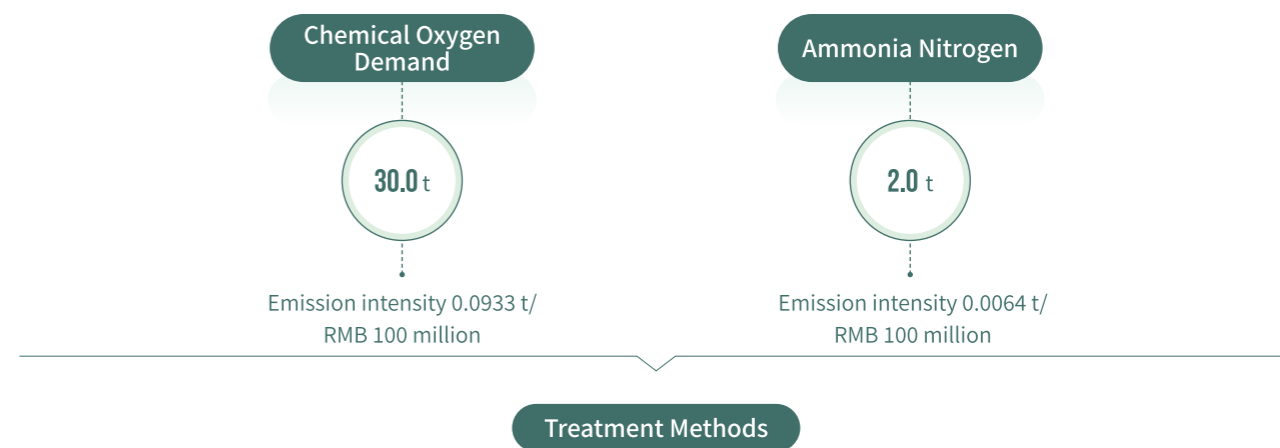 Chemical Oxygen
Demand
Ammonia Nitrogen
30.0 t
2.0 t
Emission intensity 0.0933 t/
RMB 100 million
Emission intensity 0.0064 t/
RMB 100 million
Treatment Methods